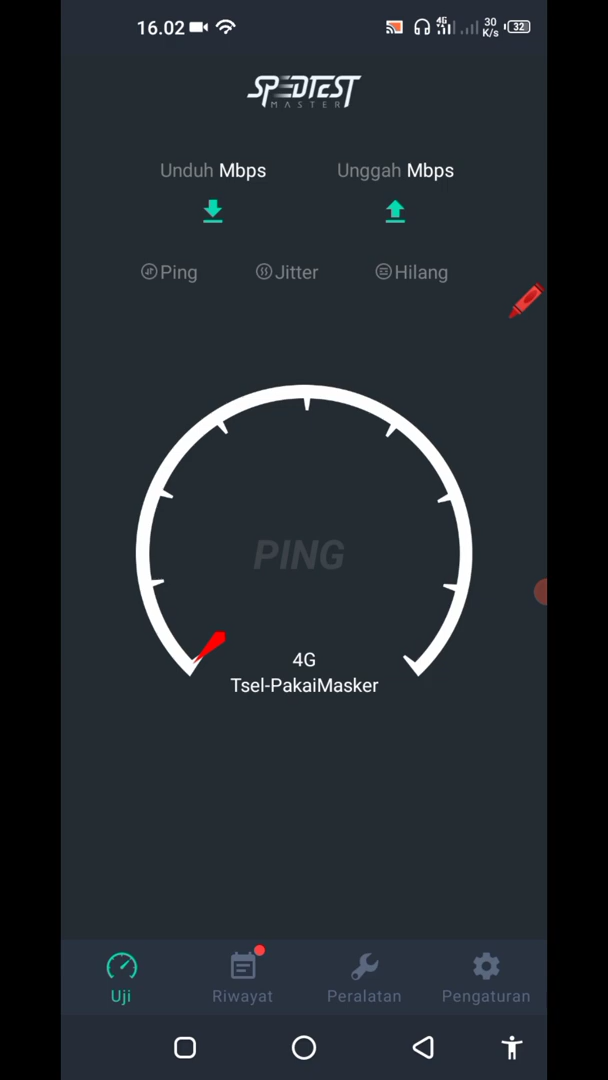 16.02
4G
30
K/s
32
SPEEDTEST
MASTER
Unduh Mbps
Unggah Mbps
Ping
Jitter
Hilang
PING
4G
Tsel-PakaiMasker
Uji
Riwayat
Peralatan
Pengaturan